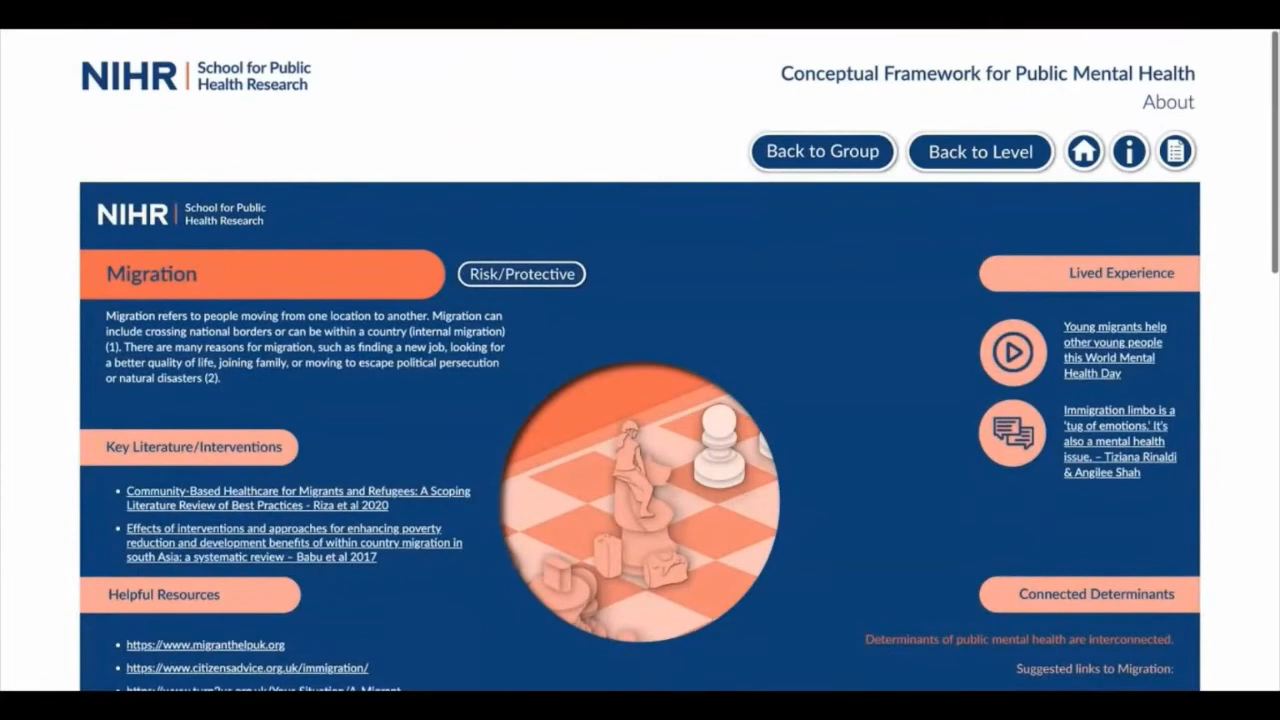 NIHR
School for Public
Health Research
Conceptual Framework for Public Mental Health
About
Back to Group
Back to Level
NIHR
School for Public
Health Research
Migration
Risk/Protective
Migration refers to people moving from one location to another. Migration can
include crossing national borders or can be within a country (internal migration)
(1). There are many reasons for migration, such as finding a new job, looking for
a better quality of life, joining family, or moving to escape political persecution
or natural disasters (2).
Key Literature/Interventions
• Community-Based Healthcare for Migrants and Refugees: A Scoping
Literature Review of Best Practices - Riza et al 2020
• Effects of interventions and approaches for enhancing poverty
reduction and development benefits of within country migration in
south Asia: a systematic review – Babu et al 2017
Helpful Resources
• https://www.migranthelpuk.org
• https://www.citizensadvice.org.uk/immigration/
Lived Experience
Young migrants help
other young people
this World Mental
Health Day
Immigration limbo is a
'tug of emotions.' It's
also a mental health
issue. – Tiziana Rinaldi
& Angilee Shah
Connected Determinants
Determinants of public mental health are interconnected.
Suggested links to Migration: